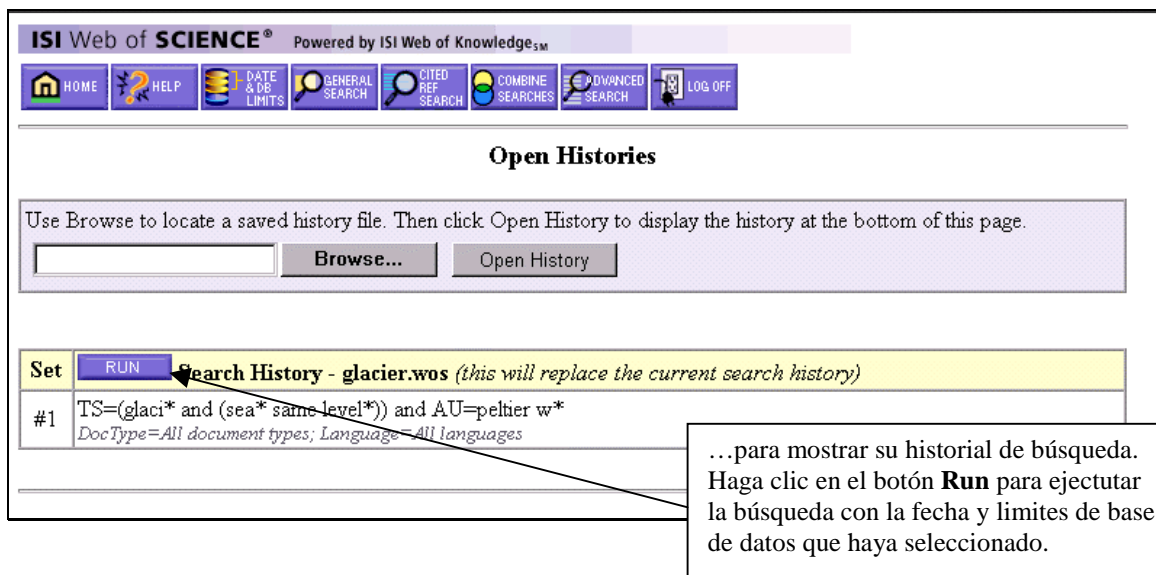 ISI Web of SCIENCE® Powered by ISI Web of Knowledge SM
HOME HELP DATE & DB LIMITS GENERAL SEARCH CITED REF SEARCH COMBINE SEARCHES ADVANCED SEARCH LOG OFF
Open Histories
Use Browse to locate a saved history file. Then click Open History to display the history at the bottom of this page.
Browse... Open History
Set RUN Search History - glacier.wos (this will replace the current search history)
#1 TS=(glaci* and (sea* same level*)) and AU=peltier w*
DocType=All document types; Language=All languages
…para mostrar su historial de búsqueda.
Haga clic en el botón Run para ejectutar
la búsqueda con la fecha y limites de base
de datos que haya seleccionado.